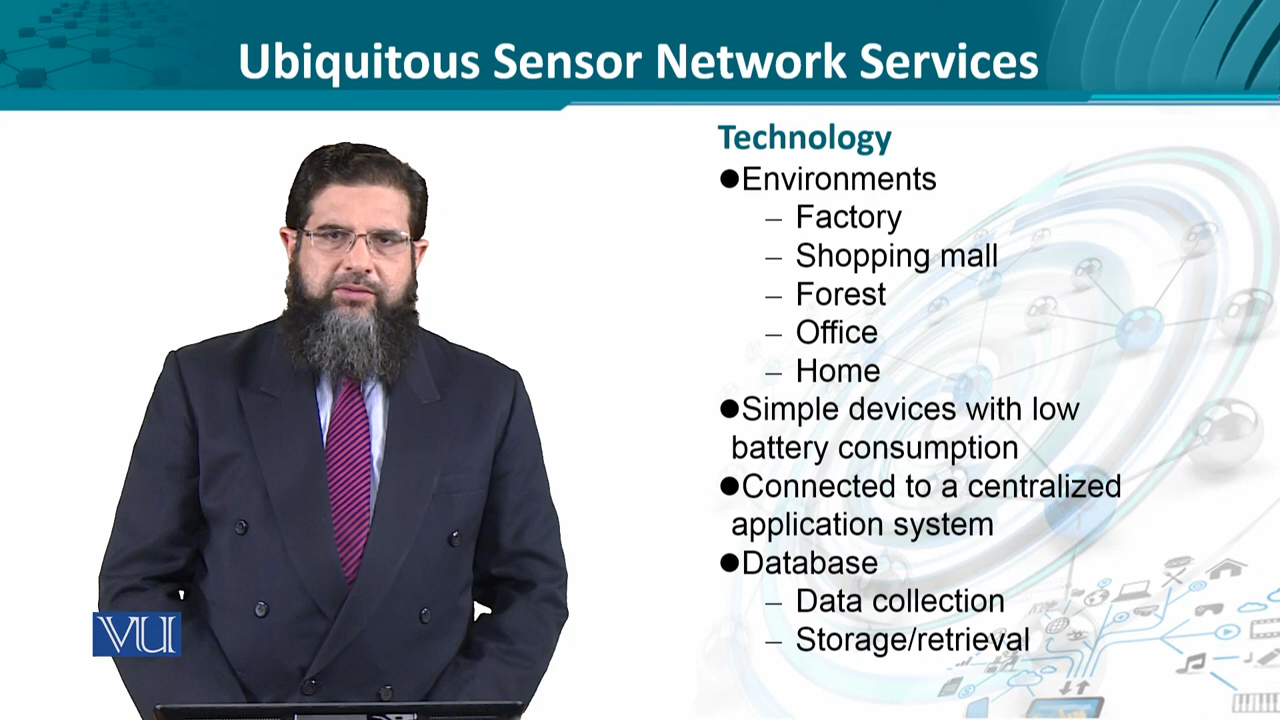 Ubiquitous Sensor Network Services
Technology
●Environments
– Factory
– Shopping mall
– Forest
– Office
– Home
●Simple devices with low
battery consumption
●Connected to a centralized
application system
●Database
– Data collection
– Storage/retrieval
VU